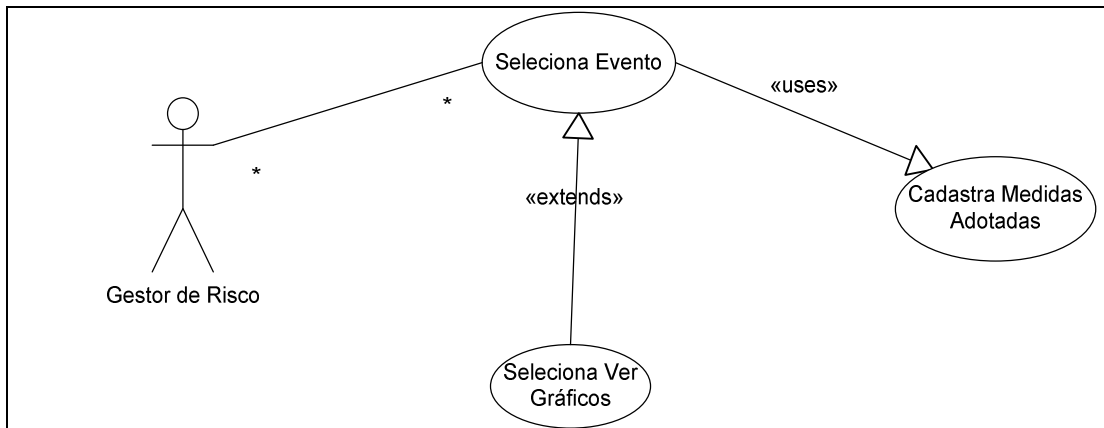 Seleciona Evento
«uses»
*
*
Cadastra Medidas
Adotadas
«extends»
Gestor de Risco
Seleciona Ver
Gráficos